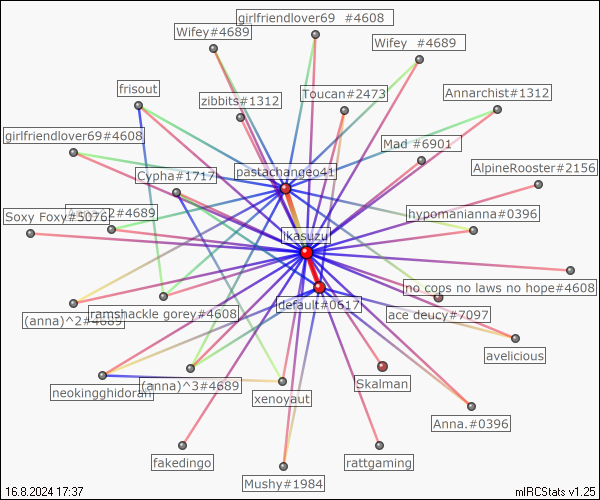 girlfriendlover69 #4608
Wifey#4689
Wifey #4689
frisout
Toucan#2473
Annarchist#1312
zibbits#1312
girlfriendlover69#4608
Mad #6901
Cypha#1717
pastachangeo41
AlpineRooster#2156
Soxy Foxy#5076
2#4689
hypomanianna#0396
ikasuzu
no cops no laws no hope#4608
default#0617
(anna)^2#4689
ramshackle gorey#4608
ace deucy#7097
avelicious
neokingghidorah
(anna)^3#4689
xenoyaut
Skalman
Anna.#0396
fakedingo
Mushy#1984
rattgaming
16.8.2024 17:37
mIRCStats v1.25